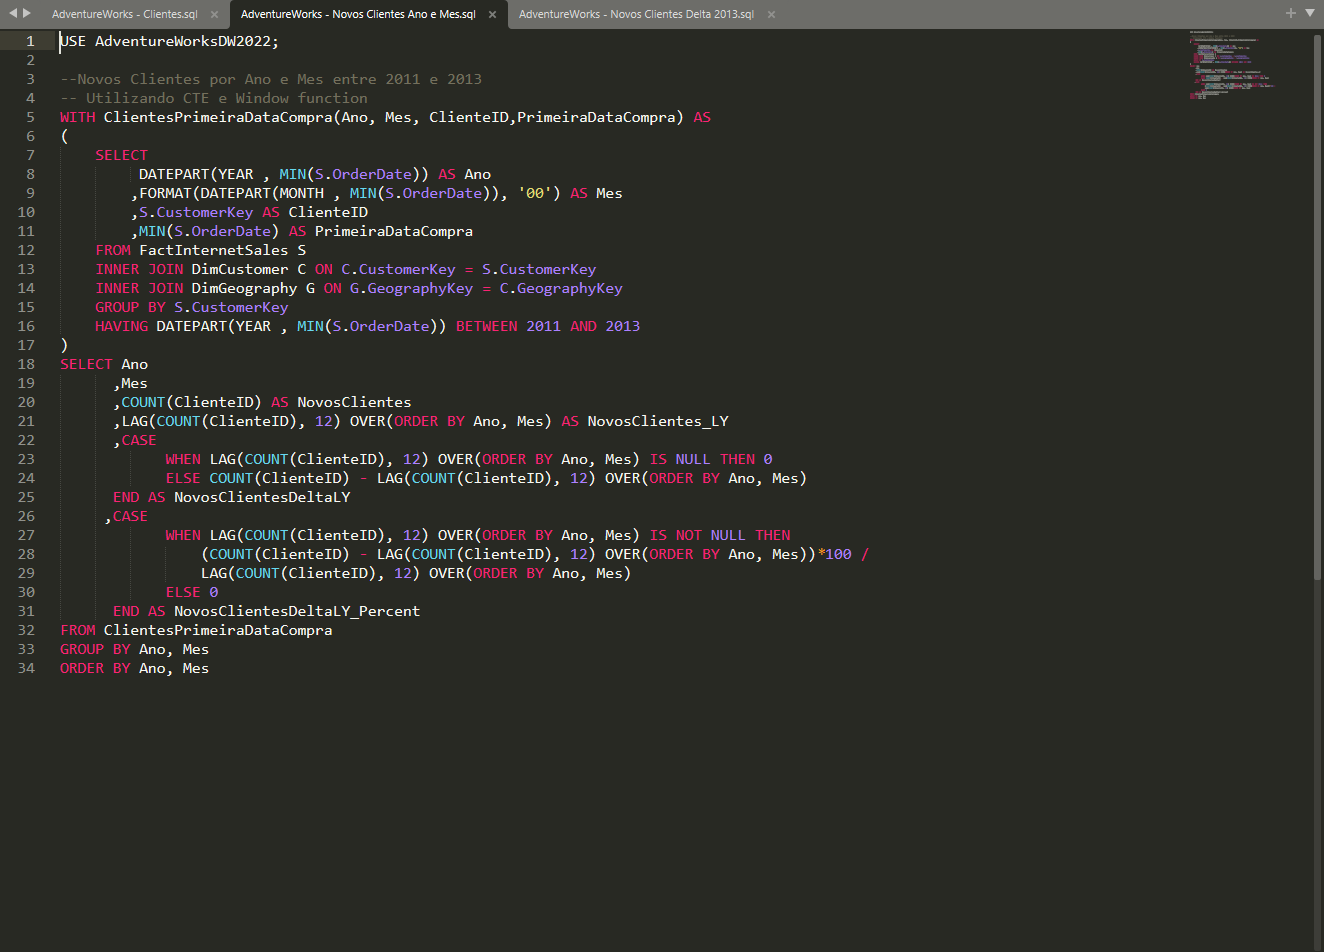 AdventureWorks - Clientes.sql × AdventureWorks - Novos Clientes Ano e Mes.sql × AdventureWorks - Novos Clientes Delta 2013.sql ×
1 USE AdventureWorksDW2022;
2
3 --Novos Clientes por Ano e Mes entre 2011 e 2013
4 -- Utilizando CTE e Window function
5 WITH ClientesPrimeiraDataCompra(Ano, Mes, ClienteID,PrimeiraDataCompra) AS
6 (
7 SELECT
8 DATEPART(YEAR , MIN(S.OrderDate)) AS Ano
9 ,FORMAT(DATEPART(MONTH , MIN(S.OrderDate)), '00') AS Mes
10 ,S.CustomerKey AS ClienteID
11 ,MIN(S.OrderDate) AS PrimeiraDataCompra
12 FROM FactInternetSales S
13 INNER JOIN DimCustomer C ON C.CustomerKey = S.CustomerKey
14 INNER JOIN DimGeography G ON G.GeographyKey = C.GeographyKey
15 GROUP BY S.CustomerKey
16 HAVING DATEPART(YEAR , MIN(S.OrderDate)) BETWEEN 2011 AND 2013
17 )
18 SELECT Ano
19 ,Mes
20 ,COUNT(ClienteID) AS NovosClientes
21 ,LAG(COUNT(ClienteID), 12) OVER(ORDER BY Ano, Mes) AS NovosClientes_LY
22 ,CASE
23 WHEN LAG(COUNT(ClienteID), 12) OVER(ORDER BY Ano, Mes) IS NULL THEN 0
24 ELSE COUNT(ClienteID) - LAG(COUNT(ClienteID), 12) OVER(ORDER BY Ano, Mes)
25 END AS NovosClientesDeltaLY
26 ,CASE
27 WHEN LAG(COUNT(ClienteID), 12) OVER(ORDER BY Ano, Mes) IS NOT NULL THEN
28 (COUNT(ClienteID) - LAG(COUNT(ClienteID), 12) OVER(ORDER BY Ano, Mes))*100 /
29 LAG(COUNT(ClienteID), 12) OVER(ORDER BY Ano, Mes)
30 ELSE 0
31 END AS NovosClientesDeltaLY_Percent
32 FROM ClientesPrimeiraDataCompra
33 GROUP BY Ano, Mes
34 ORDER BY Ano, Mes